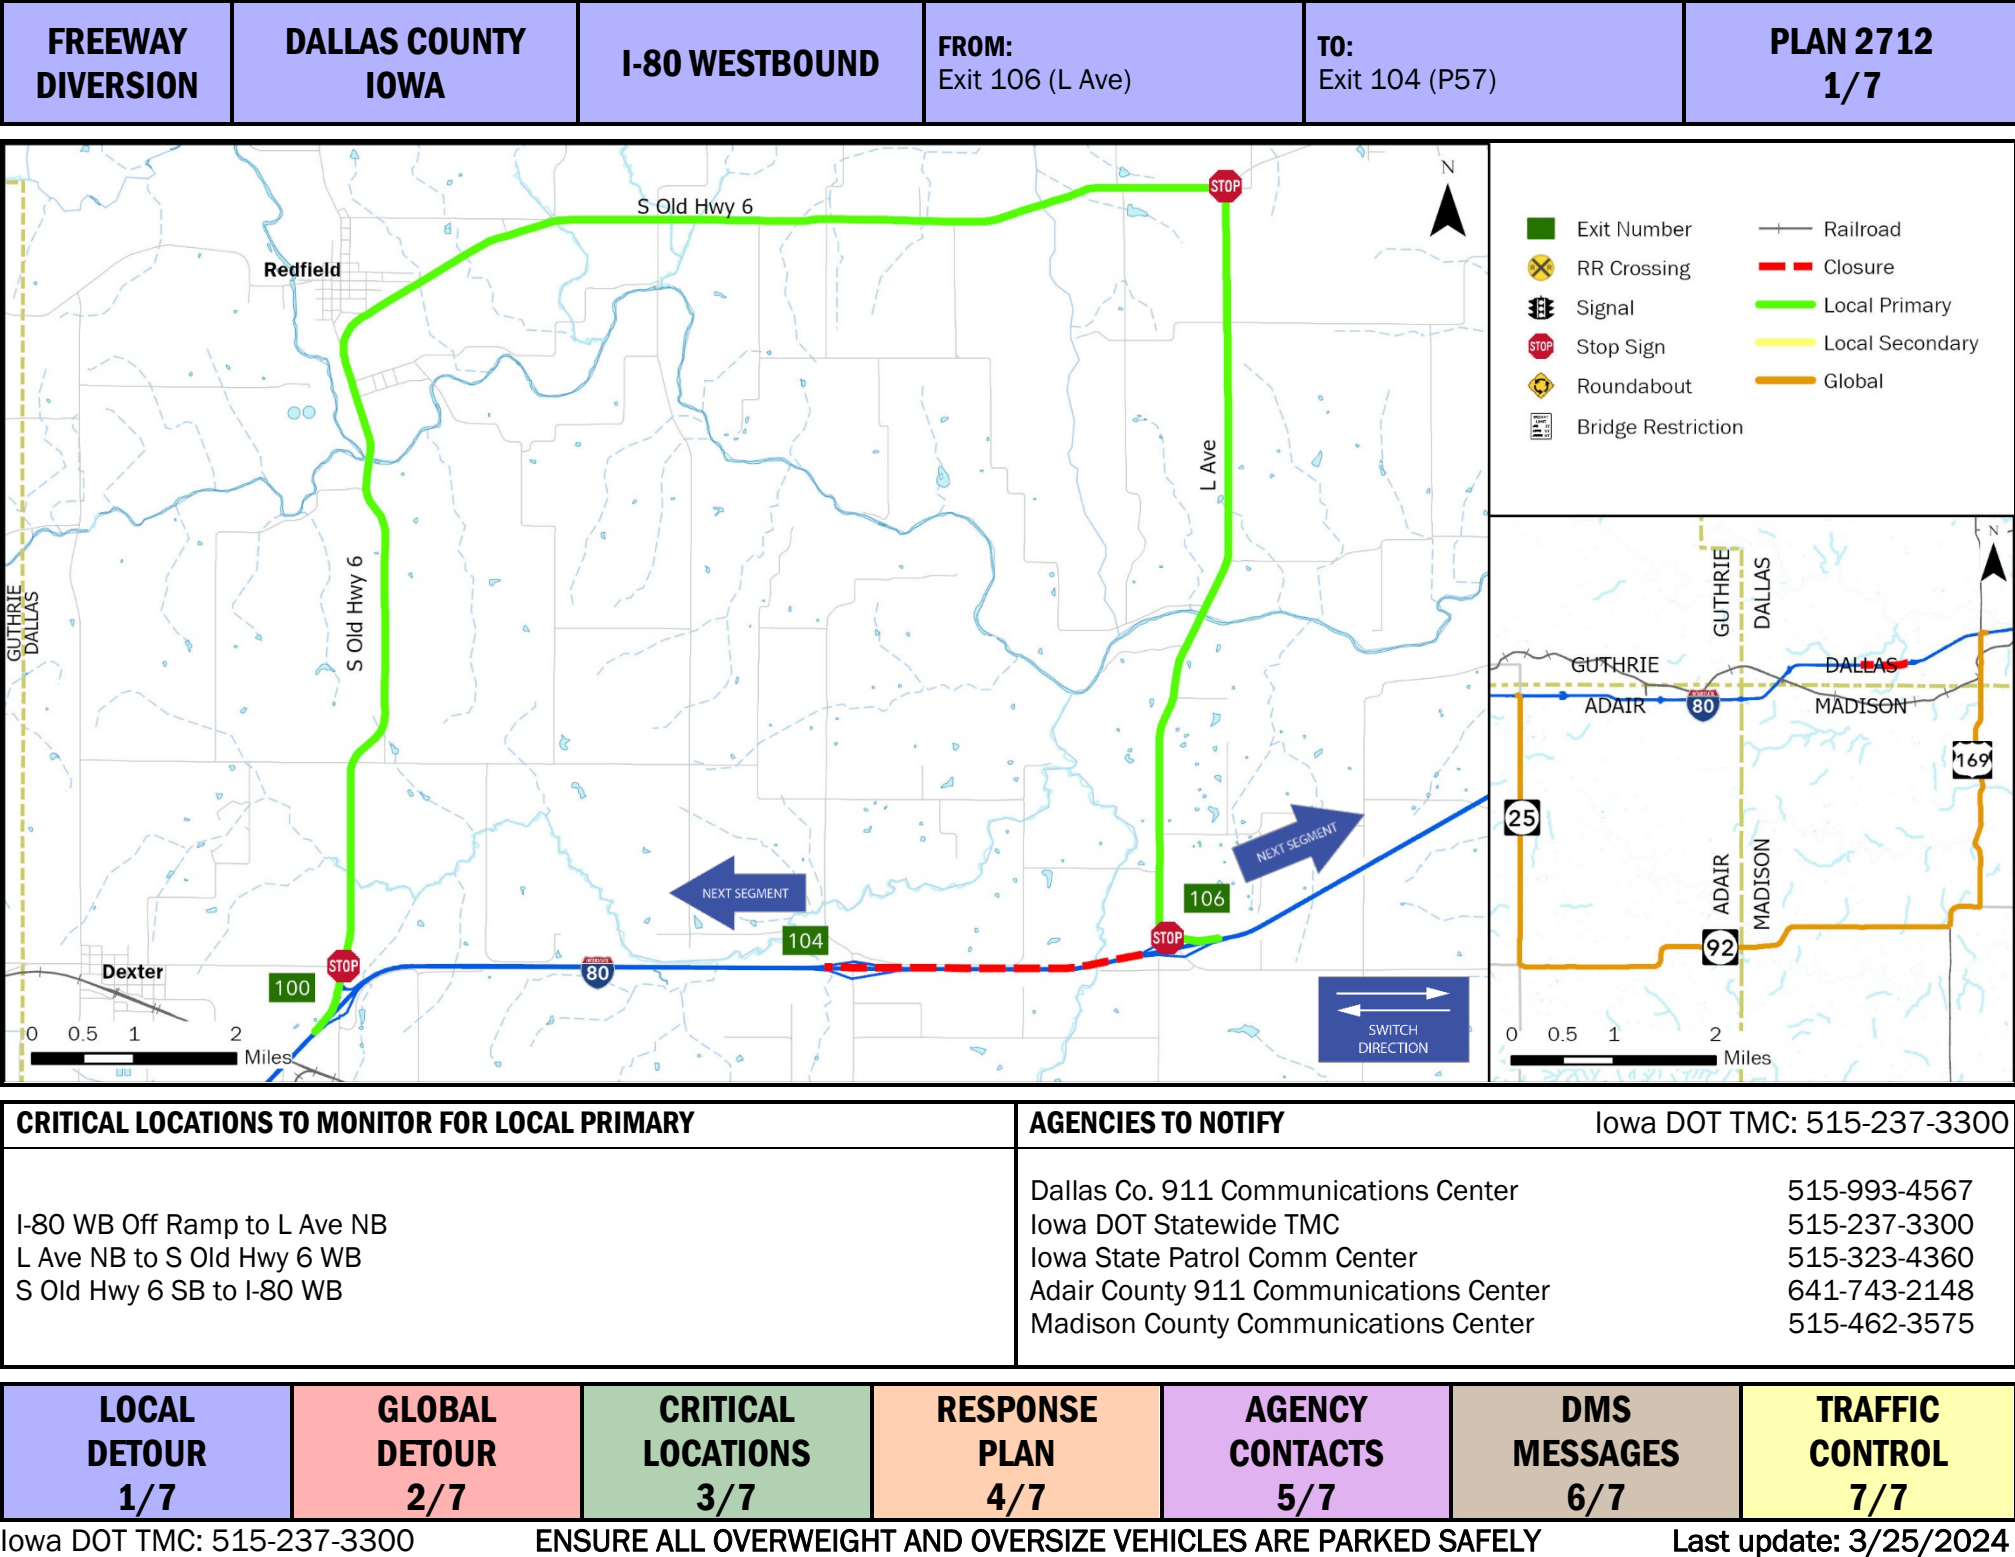 FREEWAY
DIVERSION
DALLAS COUNTY
IOWA
I-80 WESTBOUND
FROM:
Exit 106 (L Ave)
TO:
Exit 104 (P57)
PLAN 2712
1/7
S Old Hwy 6
STOP
N
Redfield
L Ave
S Old Hwy 6
GUTHRIE
DALLAS
NEXT SEGMENT
NEXT SEGMENT
106
104
STOP
STOP
100
80
Dexter
0 0.5 1 2
Miles
SWITCH
DIRECTION
Exit Number
RR Crossing
Signal
STOP
Stop Sign
Roundabout
Bridge Restriction
Railroad
Closure
Local Primary
Local Secondary
Global
N
GUTHRIE
DALLAS
GUTHRIE
DALLAS
ADAIR
80
MADISON
169
25
ADAIR
MADISON
92
0 0.5 1 2
Miles
CRITICAL LOCATIONS TO MONITOR FOR LOCAL PRIMARY
I-80 WB Off Ramp to L Ave NB
L Ave NB to S Old Hwy 6 WB
S Old Hwy 6 SB to I-80 WB
AGENCIES TO NOTIFY Iowa DOT TMC: 515-237-3300
Dallas Co. 911 Communications Center 515-993-4567
Iowa DOT Statewide TMC 515-237-3300
Iowa State Patrol Comm Center 515-323-4360
Adair County 911 Communications Center 641-743-2148
Madison County Communications Center 515-462-3575
LOCAL
DETOUR
1/7
GLOBAL
DETOUR
2/7
CRITICAL
LOCATIONS
3/7
RESPONSE
PLAN
4/7
AGENCY
CONTACTS
5/7
DMS
MESSAGES
6/7
TRAFFIC
CONTROL
7/7
Iowa DOT TMC: 515-237-3300 ENSURE ALL OVERWEIGHT AND OVERSIZE VEHICLES ARE PARKED SAFELY Last update: 3/25/2024